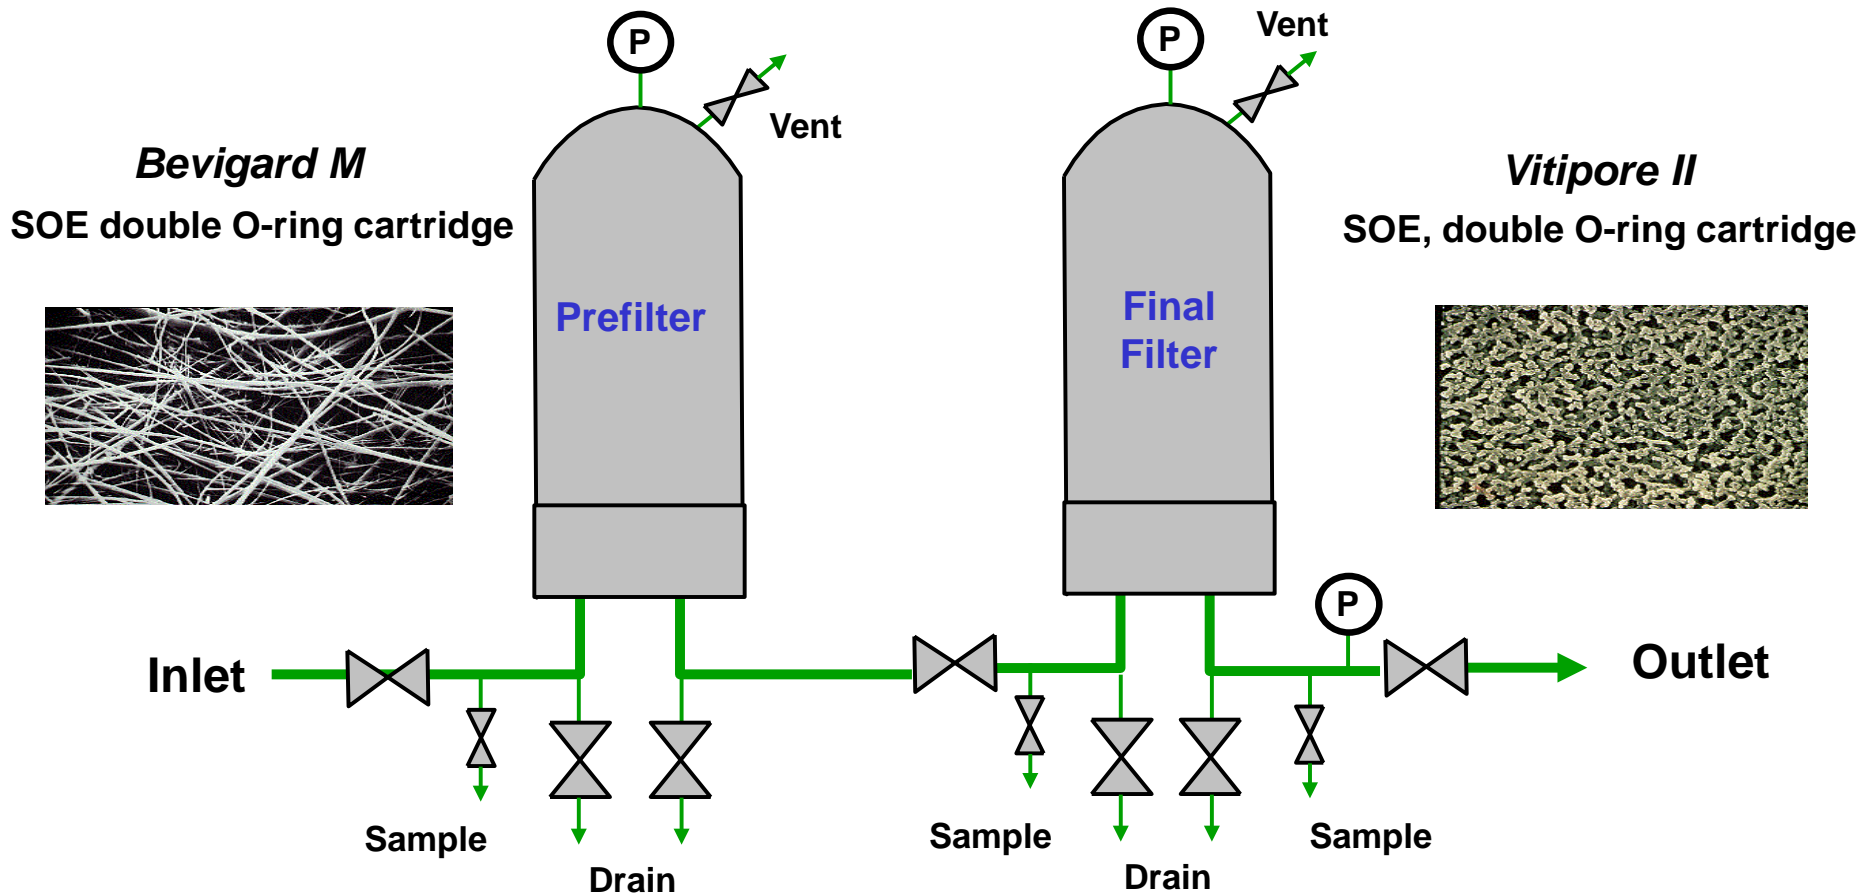 P
P
Vent
Vent
Bevigard M
SOE double O-ring cartridge
Vitipore II
SOE, double O-ring cartridge
Prefilter
Final
Filter
P
Inlet
Outlet
Sample
Drain
Sample
Drain
Sample